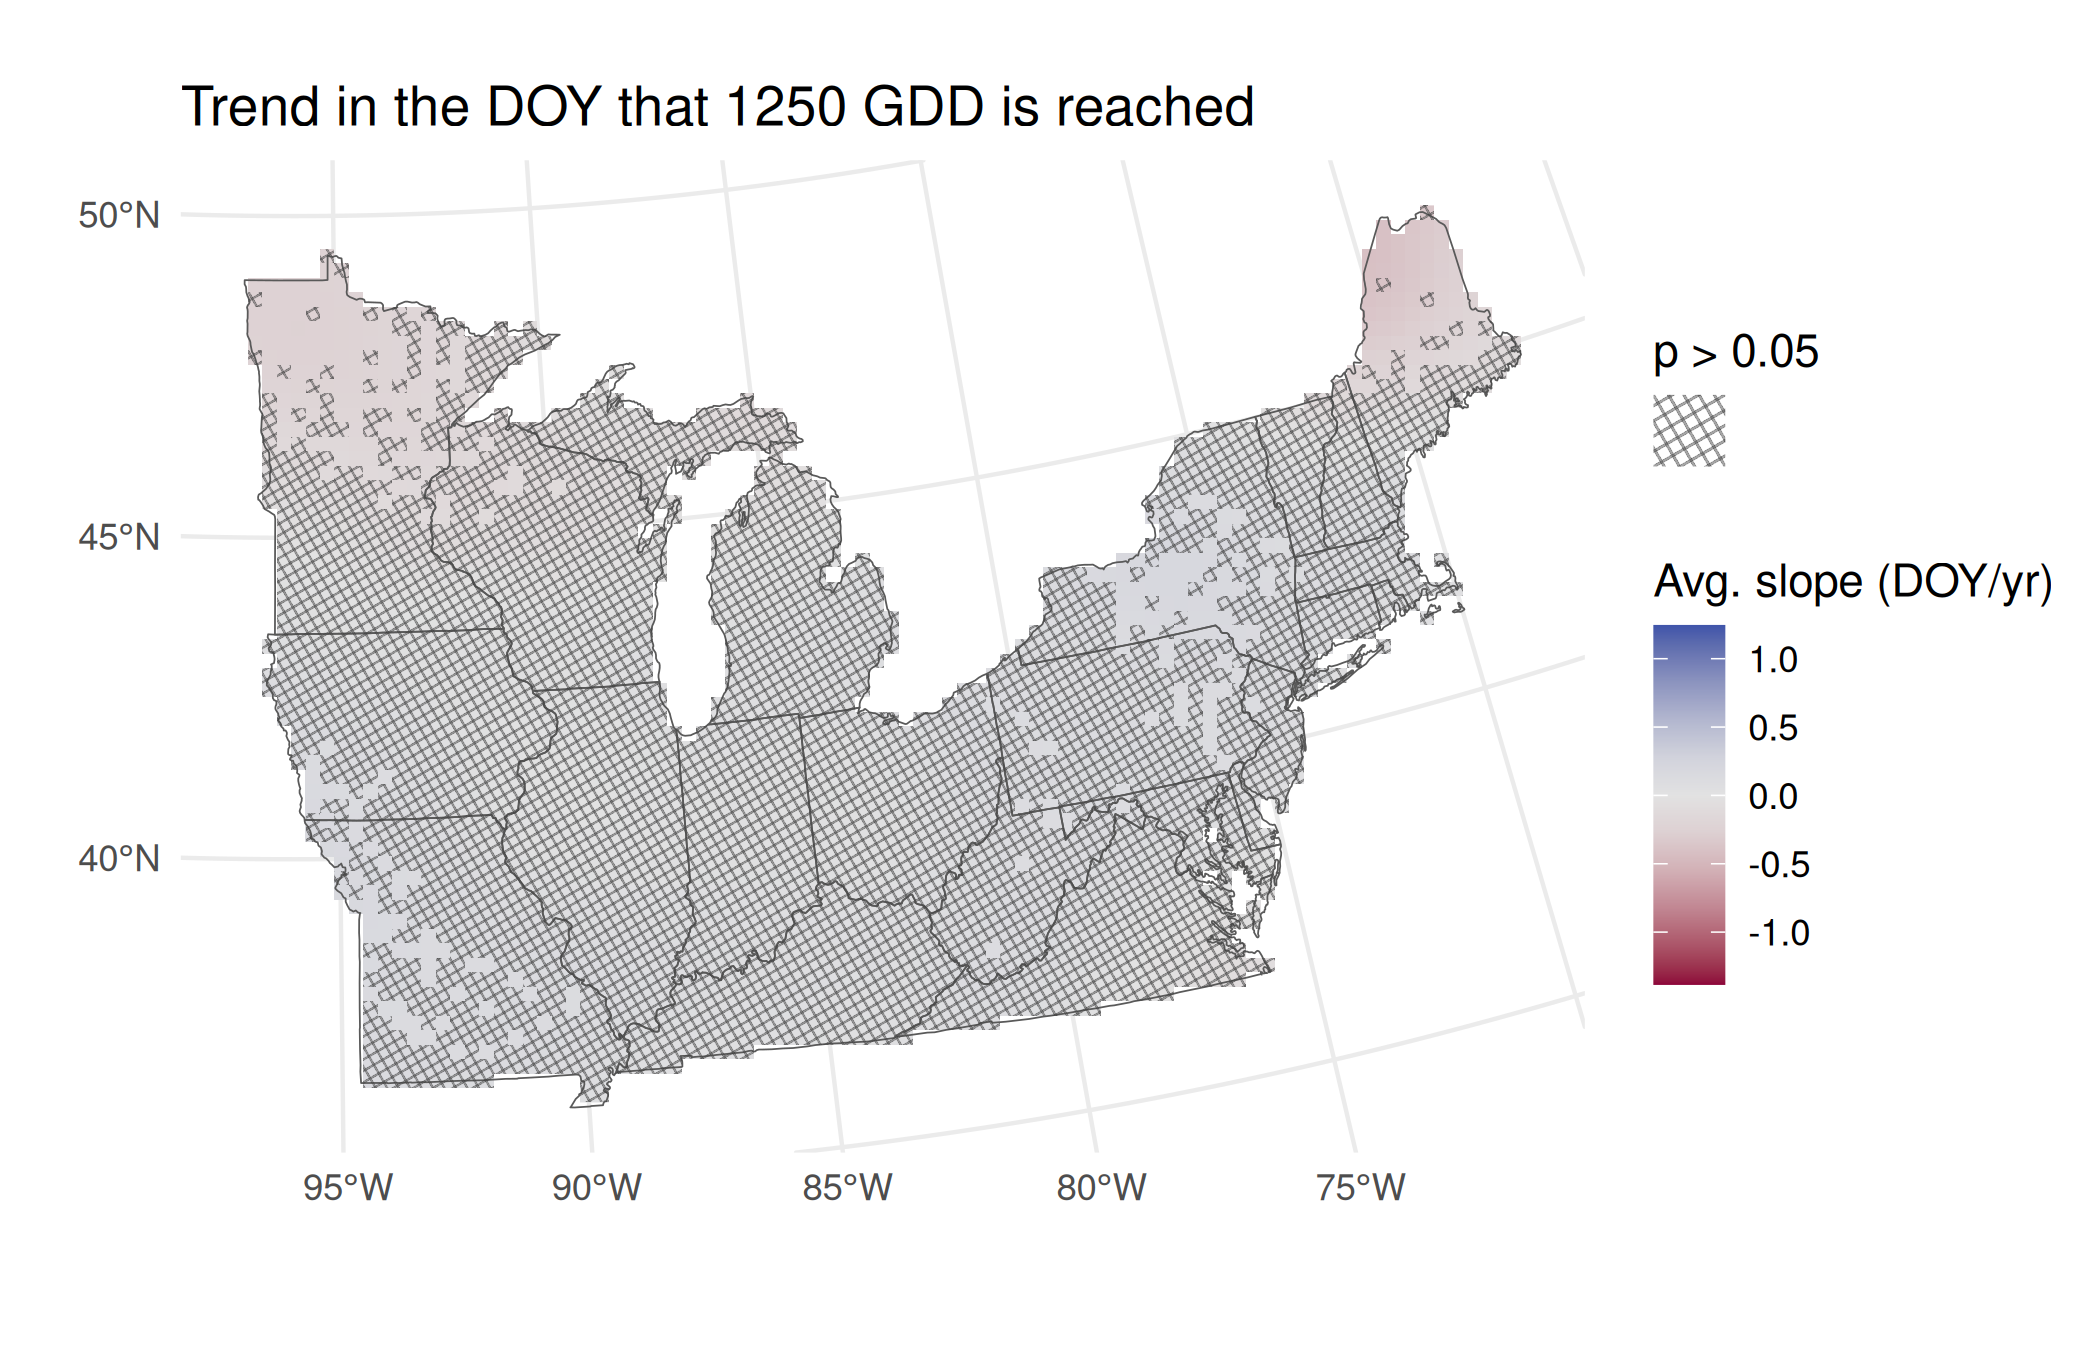 Trend in the DOY that 1250 GDD is reached
50°N
45°N
40°N
95°W
90°W
85°W
80°W
75°W
p > 0.05
Avg. slope (DOY/yr)
1.0
0.5
0.0
-0.5
-1.0